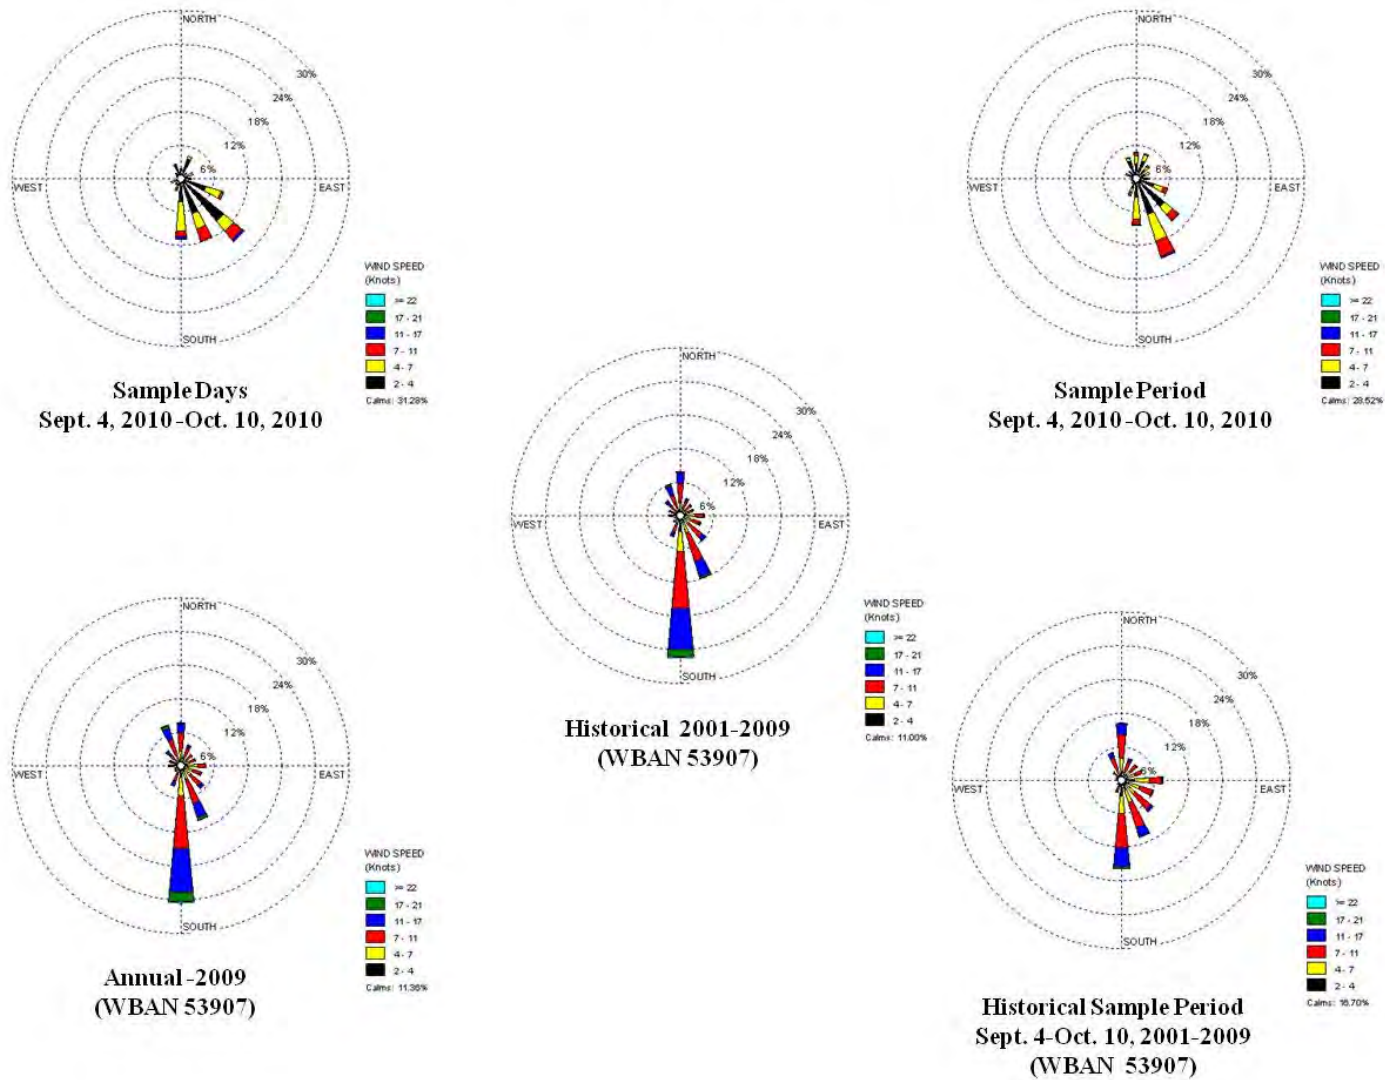 NORTH
30%
24%
18%
12%
6%
WEST
EAST
SOUTH
WIND SPEED
(Knots)
>= 22
17 - 21
11 - 17
7 - 11
4 - 7
2 - 4
Calms: 31.28%
Sample Days
Sept. 4, 2010 - Oct. 10, 2010
NORTH
30%
24%
18%
12%
6%
WEST
EAST
SOUTH
WIND SPEED
(Knots)
>= 22
17 - 21
11 - 17
7 - 11
4 - 7
2 - 4
Calms: 28.52%
Sample Period
Sept. 4, 2010 - Oct. 10, 2010
NORTH
30%
24%
18%
12%
6%
WEST
EAST
SOUTH
WIND SPEED
(Knots)
>= 22
17 - 21
11 - 17
7 - 11
4 - 7
2 - 4
Calms: 11.00%
Historical 2001-2009
(WBAN 53907)
NORTH
30%
24%
18%
12%
6%
WEST
EAST
SOUTH
WIND SPEED
(Knots)
>= 22
17 - 21
11 - 17
7 - 11
4 - 7
2 - 4
Calms: 11.36%
Annual - 2009
(WBAN 53907)
NORTH
30%
24%
18%
12%
6%
WEST
EAST
SOUTH
WIND SPEED
(Knots)
>= 22
17 - 21
11 - 17
7 - 11
4 - 7
2 - 4
Calms: 16.70%
Historical Sample Period
Sept. 4-Oct. 10, 2001-2009
(WBAN 53907)